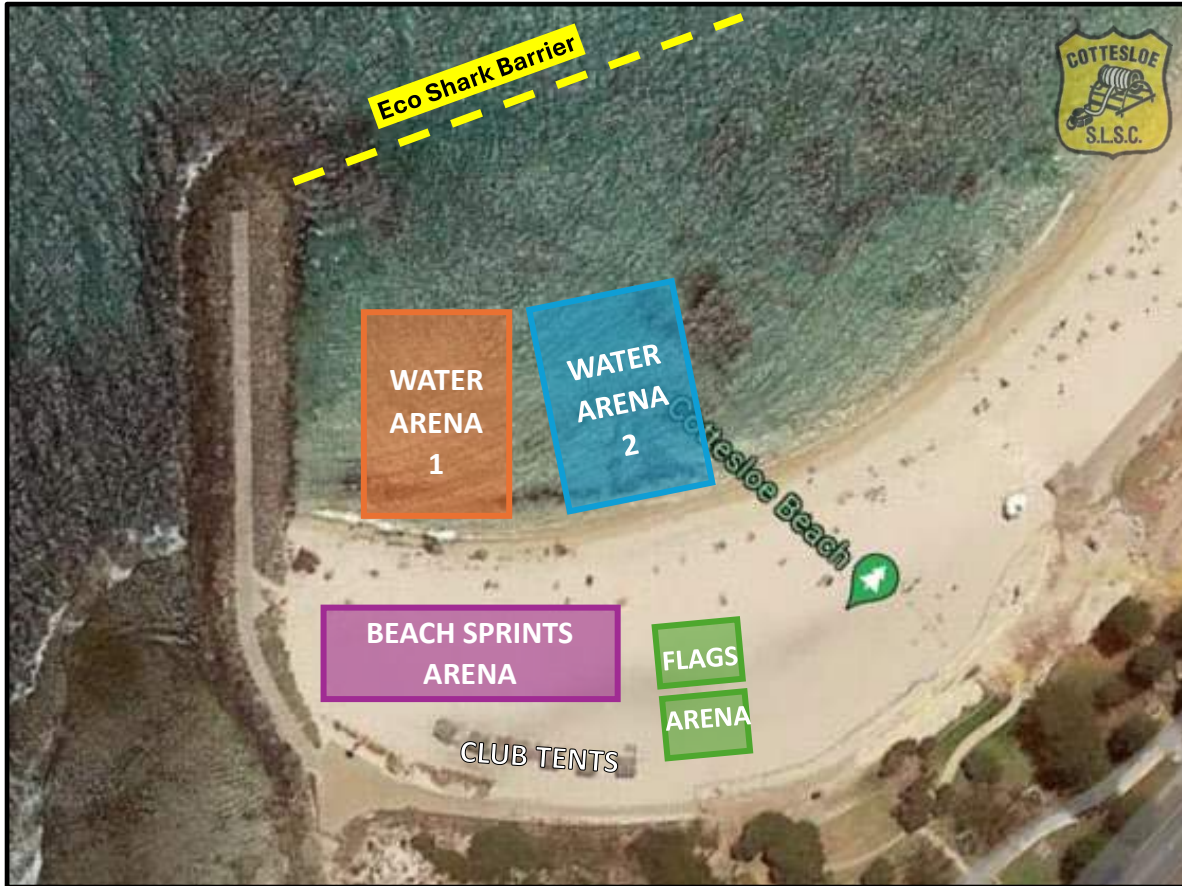 Eco Shark Barrier
COTTESLOE
S.L.S.C.
WATER
ARENA
1
WATER
ARENA
2
Cottesloe Beach
BEACH SPRINTS
ARENA
FLAGS
ARENA
CLUB TENTS